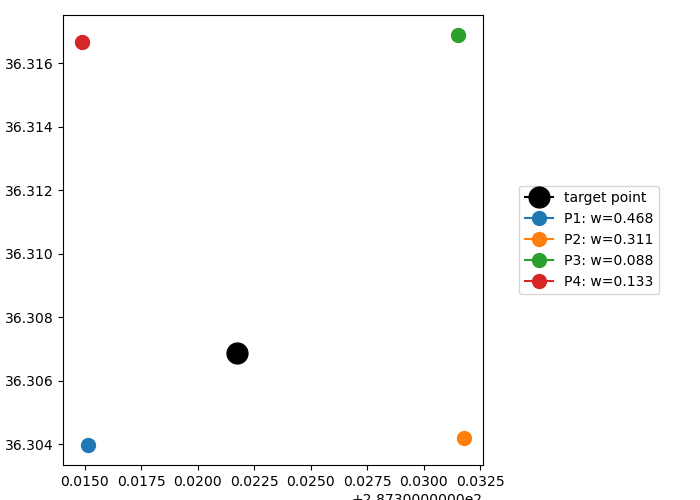 36.316
36.314
36.312
36.310
36.308
36.306
36.304
0.0150 0.0175 0.0200 0.0225 0.0250 0.0275 0.0300 0.0325
+2.8730000000e2
target point
P1: w=0.468
P2: w=0.311
P3: w=0.088
P4: w=0.133